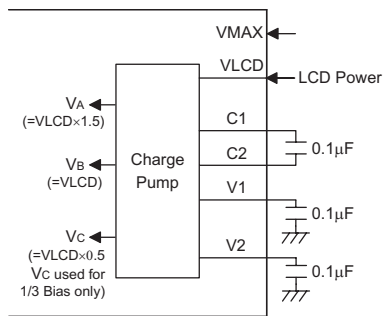 VMAX
VLCD
LCD Power
VA
(=VLCD×1.5)
C1
0.1μF
C2
VB
(=VLCD)
Charge
Pump
V1
0.1μF
VC
(=VLCD×0.5
VC used for
1/3 Bias only)
V2
0.1μF